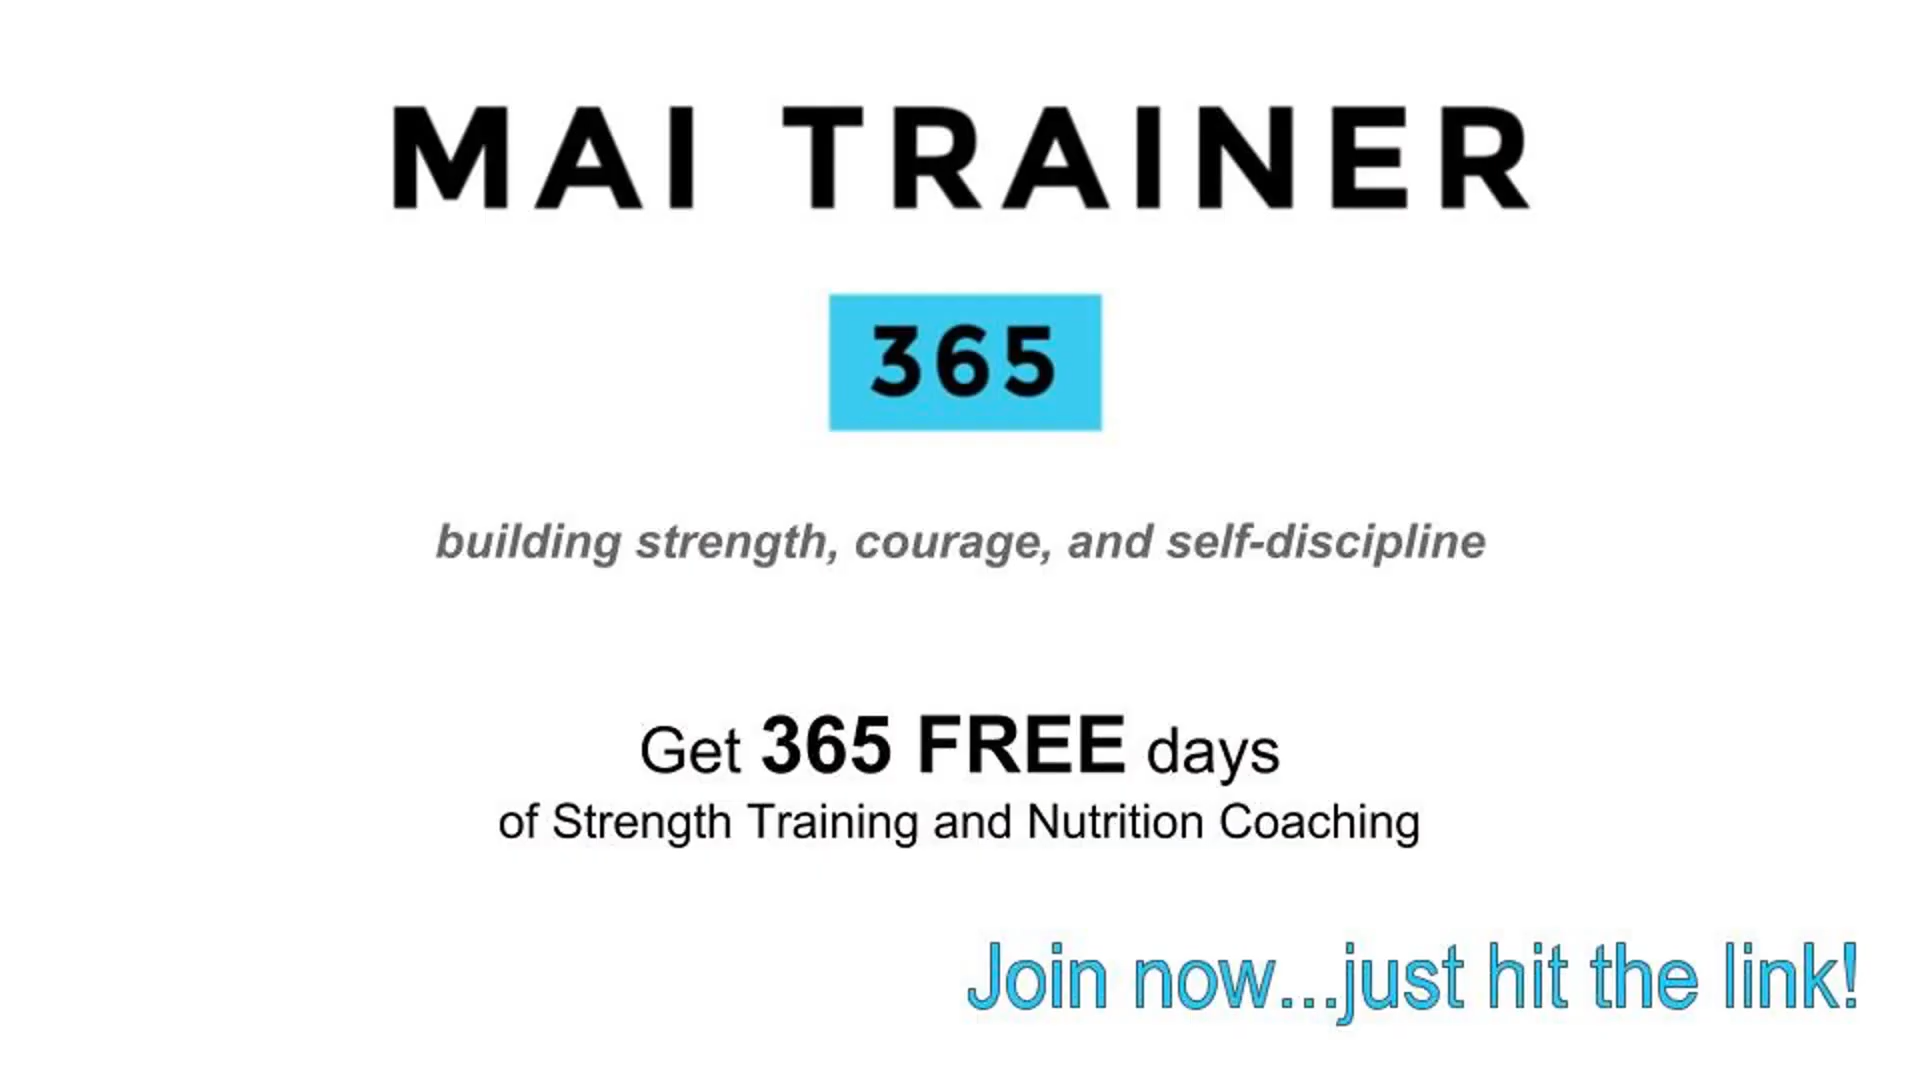 MAI TRAINER
365
building strength, courage, and self-discipline
Get 365 FREE days
of Strength Training and Nutrition Coaching
Join now...just hit the link!